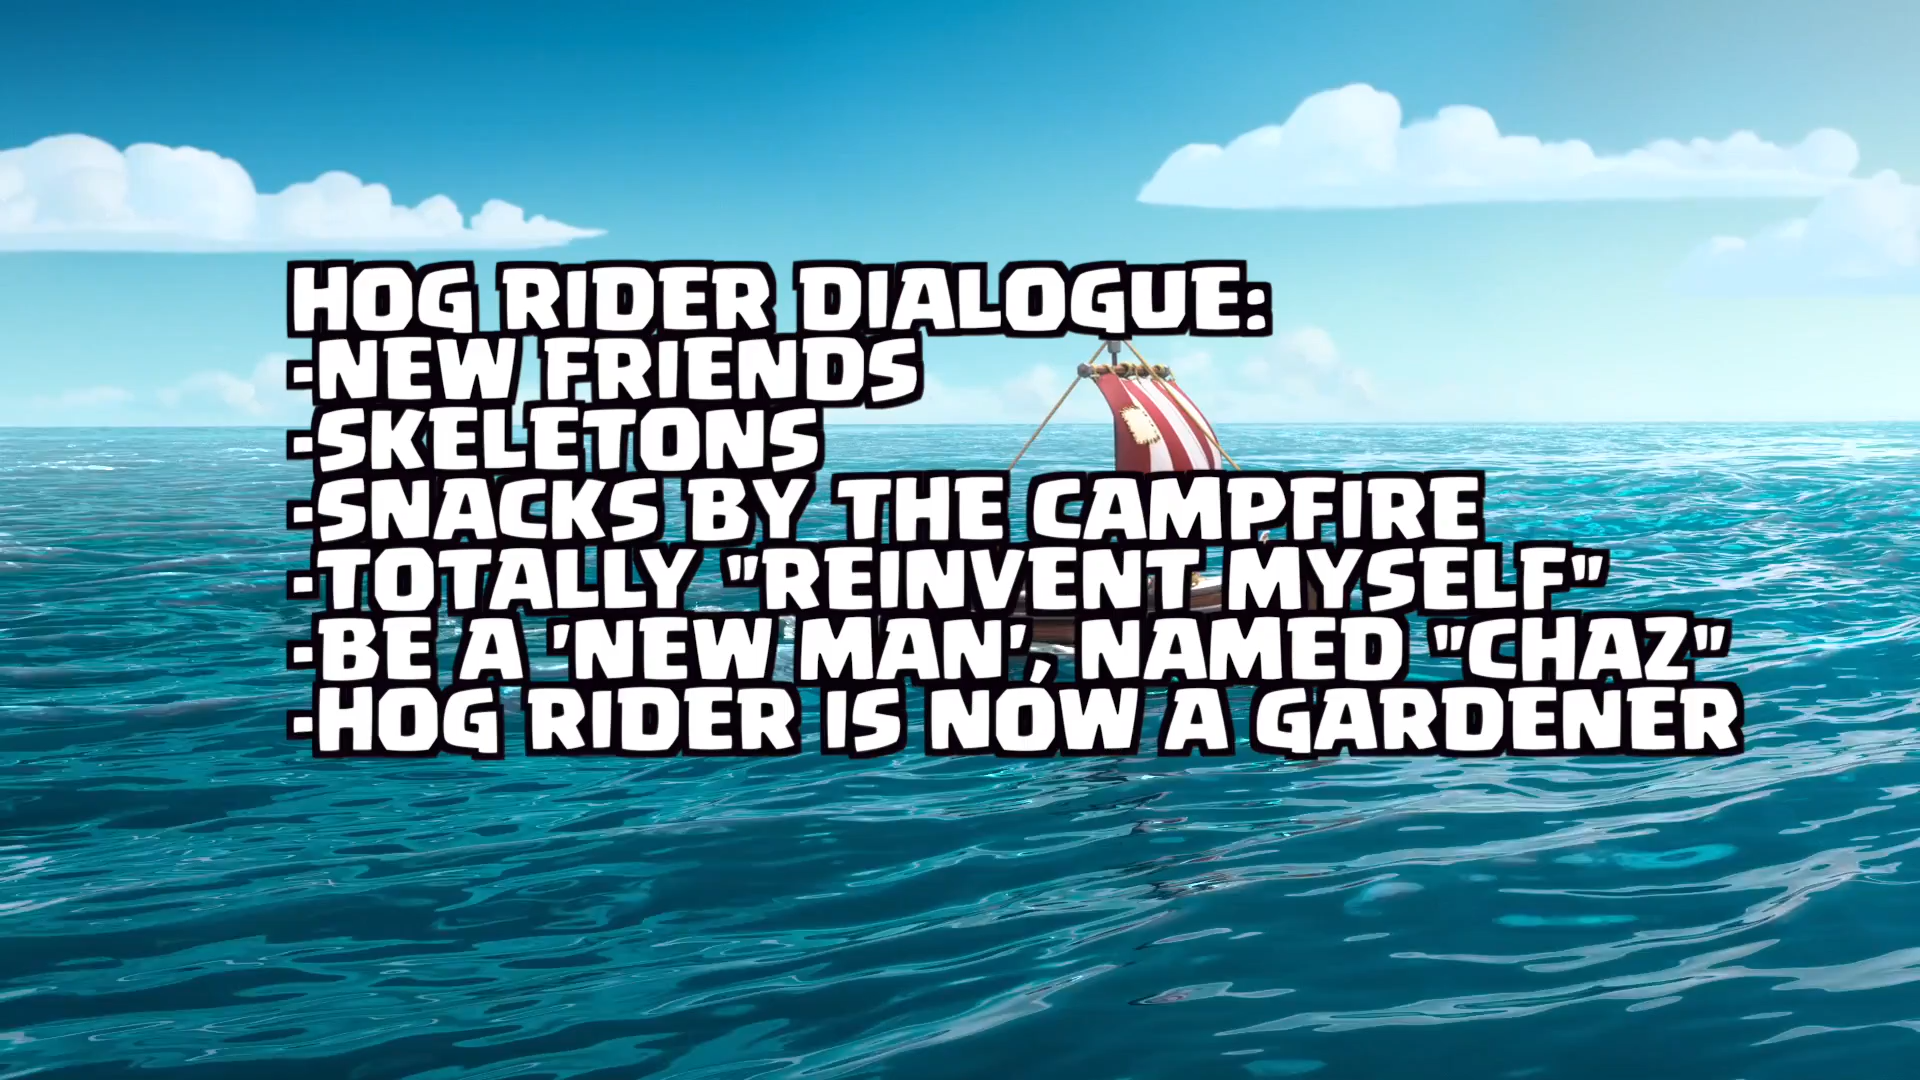 HOG RIDER DIALOGUE:
-NEW FRIENDS
-SKELETONS
-SNACKS BY THE CAMPFIRE
-TOTALLY "REINVENT MYSELF"
-BE A 'NEW MAN', NAMED "CHAZ"
-HOG RIDER IS NOW A GARDENER